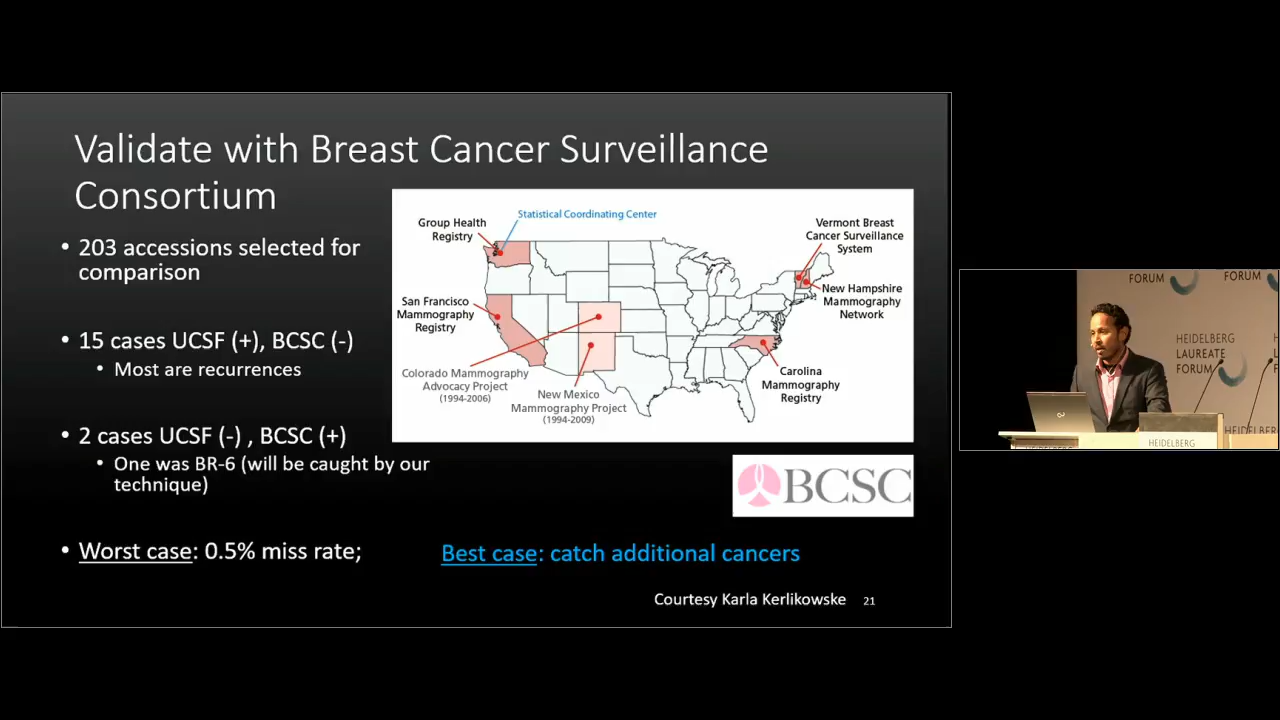 Validate with Breast Cancer Surveillance
Consortium
• 203 accessions selected for
comparison
• 15 cases UCSF (+), BCSC (-)
• Most are recurrences
• 2 cases UCSF (-) , BCSC (+)
• One was BR-6 (will be caught by our
technique)
• Worst case: 0.5% miss rate;
Best case: catch additional cancers
Statistical Coordinating Center
Group Health
Registry
San Francisco
Mammography
Registry
Colorado Mammography
Advocacy Project
(1994-2006)
New Mexico
Mammography Project
(1994-2009)
Vermont Breast
Cancer Surveillance
System
New Hampshire
Mammography
Network
Carolina
Mammography
Registry
BCSC
Courtesy Karla Kerlikowske
21
FORUM
FORUM
HEIDELBERG
LAUREATE
FORUM
HEIDELBERG
HEIDELBERG